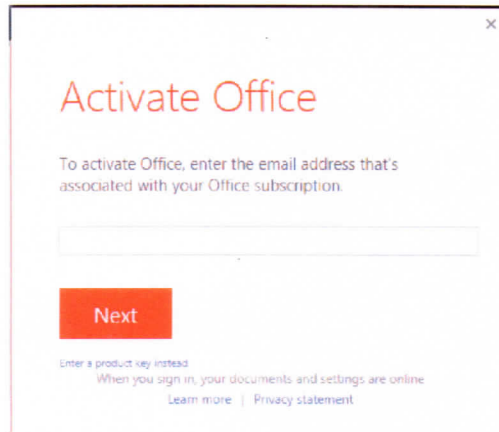 Activate Office
To activate Office, enter the email address that's
associated with your Office subscription.
Next
Enter a product key instead
When you sign in, your documents and settings are online
Learn more | Privacy statement